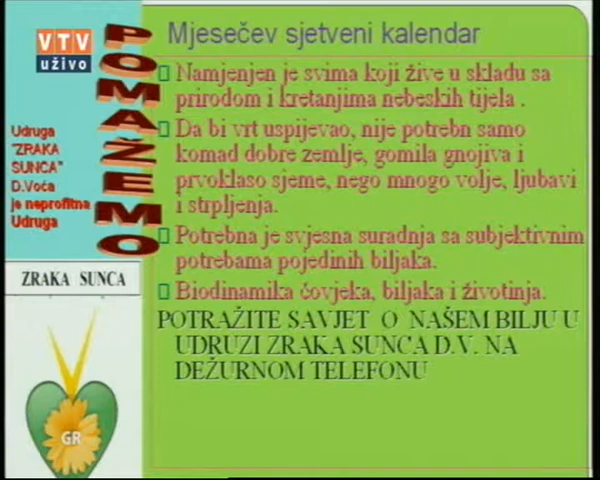 VTV
uživo
POMAŽEMO
Udruga
"ZRAKA
SUNCA"
D.Voća
je neprofitna
Udruga
ZRAKA SUNCA
GR
Mjesečev sjetveni kalendar
Namjenjen je svima koji žive u skladu sa
prirodom i kretanjima nebeskih tijela .
Da bi vrt uspijevao, nije potrebn samo
komad dobre zemlje, gomila gnojiva i
prvoklaso sjeme, nego mnogo volje, ljubavi
i strpljenja.
Potrebna je svjesna suradnja sa subjektivnim
potrebama pojedinih biljaka.
Biodinamika čovjeka, biljaka i životinja.
POTRAŽITE SAVJET O NAŠEM BILJU U
UDRUZI ZRAKA SUNCA D.V. NA
DEŽURNOM TELEFONU